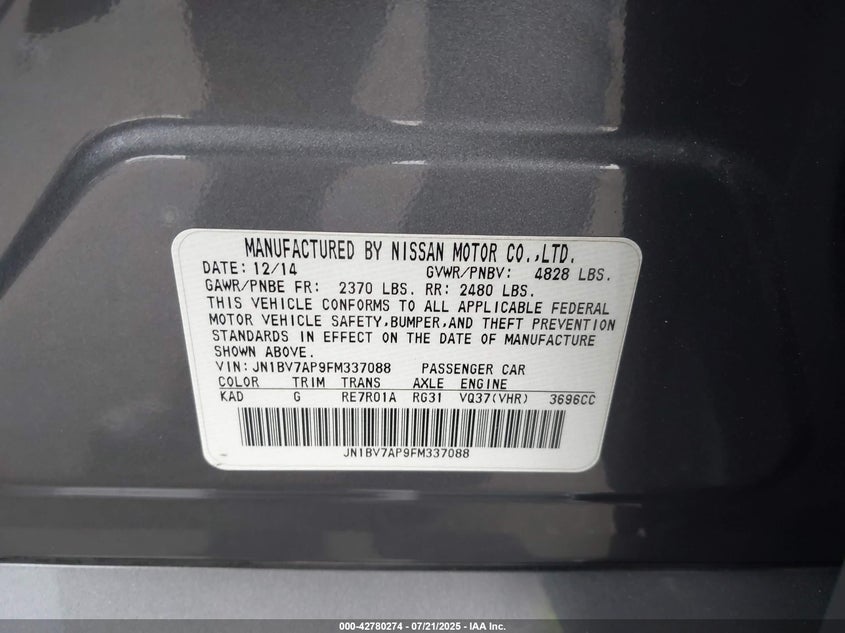 MANUFACTURED BY NISSAN MOTOR CO.,LTD.
DATE: 12/14 GVWR/PNBV: 4828 LBS.
GAWR/PNBE FR: 2370 LBS. RR: 2480 LBS.
THIS VEHICLE CONFORMS TO ALL APPLICABLE FEDERAL
MOTOR VEHICLE SAFETY,BUMPER,AND THEFT PREVENTION
STANDARDS IN EFFECT ON THE DATE OF MANUFACTURE
SHOWN ABOVE.
VIN: JN1BV7AP9FM337088 PASSENGER CAR
COLOR TRIM TRANS AXLE ENGINE
KAD G RE7R01A RG31 VQ37(VHR) 3696CC
JN1BV7AP9FM337088
000-42780274 - 07/21/2025 - IAA Inc.